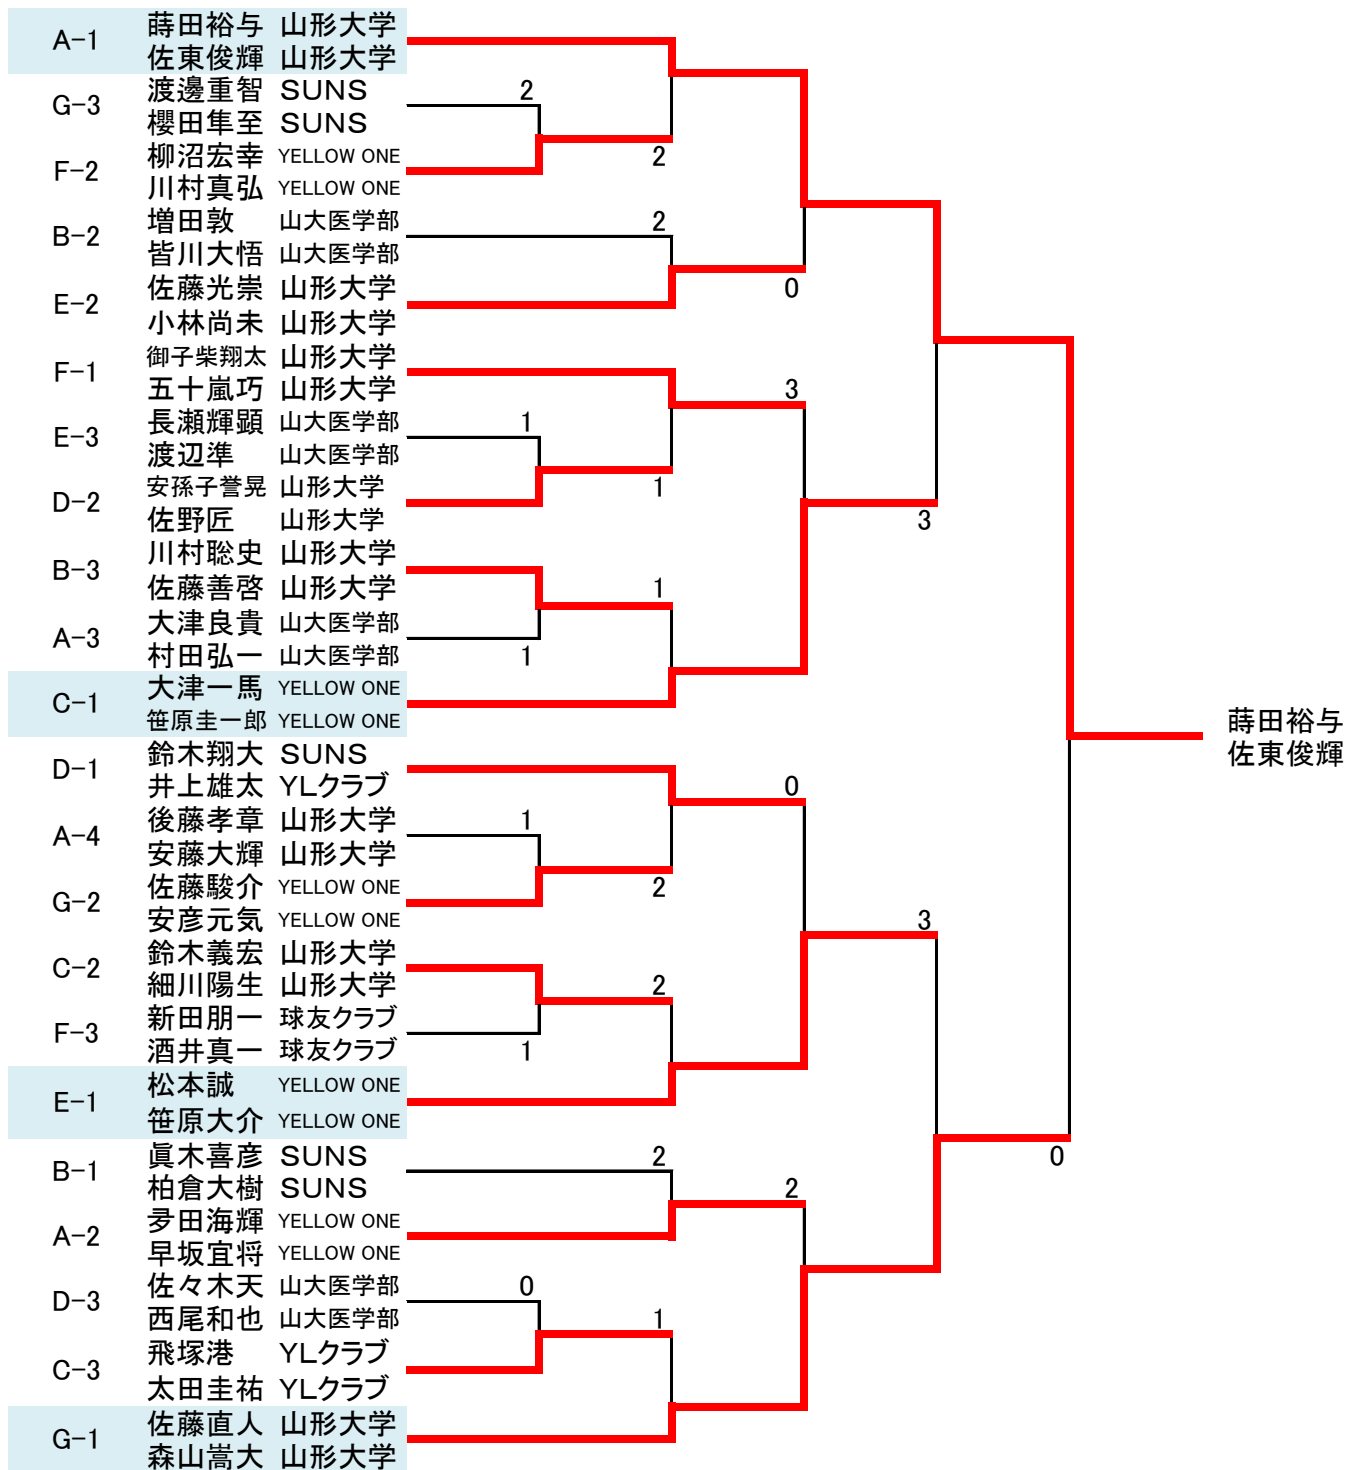 A-1
蒔田裕与 山形大学
佐東俊輝 山形大学
G-3
渡邊重智 SUNS
櫻田隼至 SUNS
2
F-2
柳沼宏幸 YELLOW ONE
川村真弘 YELLOW ONE
2
B-2
増田敦 山大医学部
皆川大悟 山大医学部
2
E-2
佐藤光崇 山形大学
小林尚未 山形大学
0
F-1
御子柴翔太 山形大学
五十嵐巧 山形大学
3
E-3
長瀬輝顕 山大医学部
渡辺準 山大医学部
1
D-2
安孫子誉晃 山形大学
佐野匠 山形大学
1
3
B-3
川村聡史 山形大学
佐藤善啓 山形大学
1
A-3
大津良貴 山大医学部
村田弘一 山大医学部
1
C-1
大津一馬 YELLOW ONE
笹原圭一郎 YELLOW ONE
蒔田裕与
佐東俊輝
D-1
鈴木翔大 SUNS
井上雄太 YLクラブ
0
A-4
後藤孝章 山形大学
安藤大輝 山形大学
1
G-2
佐藤駿介 YELLOW ONE
安彦元気 YELLOW ONE
2
3
C-2
鈴木義宏 山形大学
細川陽生 山形大学
2
F-3
新田朋一 球友クラブ
酒井真一 球友クラブ
1
E-1
松本誠 YELLOW ONE
笹原大介 YELLOW ONE
0
B-1
眞木喜彦 SUNS
柏倉大樹 SUNS
2
2
A-2
夛田海輝 YELLOW ONE
早坂宜将 YELLOW ONE
D-3
佐々木天 山大医学部
西尾和也 山大医学部
0
1
C-3
飛塚港 YLクラブ
太田圭祐 YLクラブ
G-1
佐藤直人 山形大学
森山嵩大 山形大学